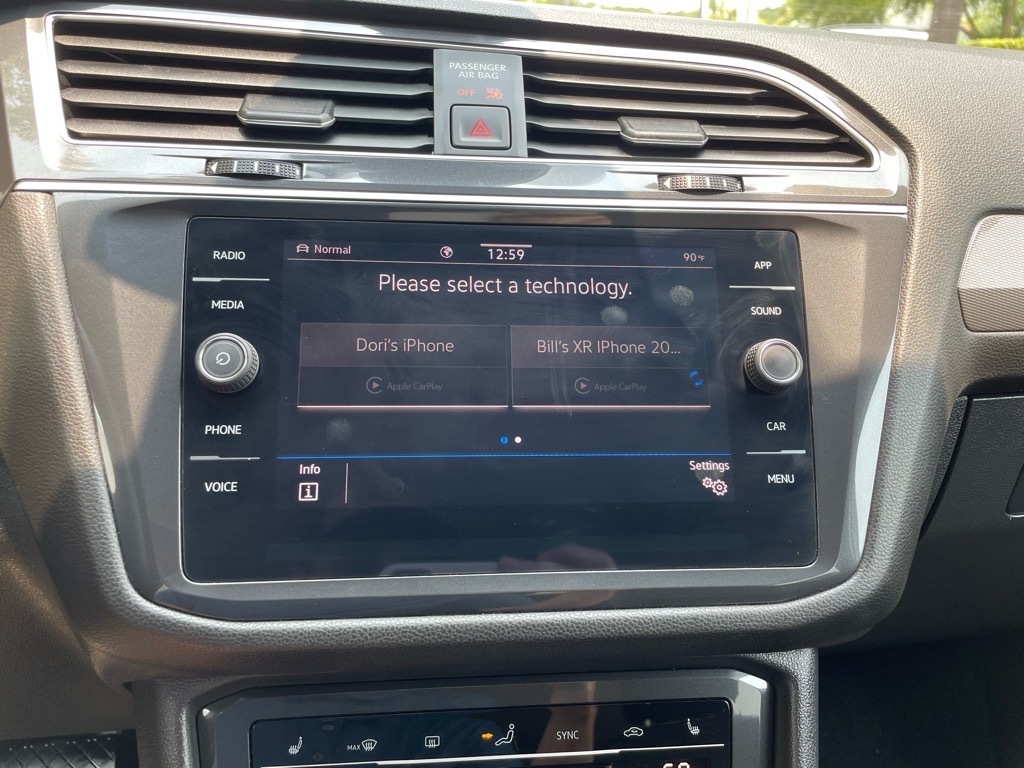 PASSENGER
AIR BAG
OFF
RADIO
MEDIA
PHONE
VOICE
Normal
12:59
90°F
Please select a technology.
Dori's iPhone
Apple CarPlay
Bill's XR IPhone 20...
Apple CarPlay
Info
i
Settings
APP
SOUND
CAR
MENU
MAX
SYNC